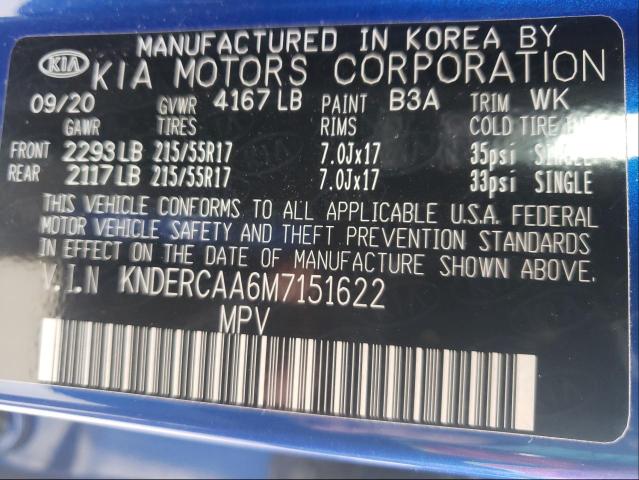 MANUFACTURED IN KOREA BY
KIA KIA MOTORS CORPORATION
09/20 GVWR 4167 LB PAINT B3A TRIM WK
GAWR TIRES RIMS COLD TIRE
FRONT 2293 LB 215/55R17 7.0Jx17 35psi SINGLE
REAR 2117 LB 215/55R17 7.0Jx17 33psi SINGLE
THIS VEHICLE CONFORMS TO ALL APPLICABLE U.S.A. FEDERAL
MOTOR VEHICLE SAFETY AND THEFT PREVENTION STANDARDS
IN EFFECT ON THE DATE OF MANUFACTURE SHOWN ABOVE.
V.I.N KNDERCAA6M7151622
MPV